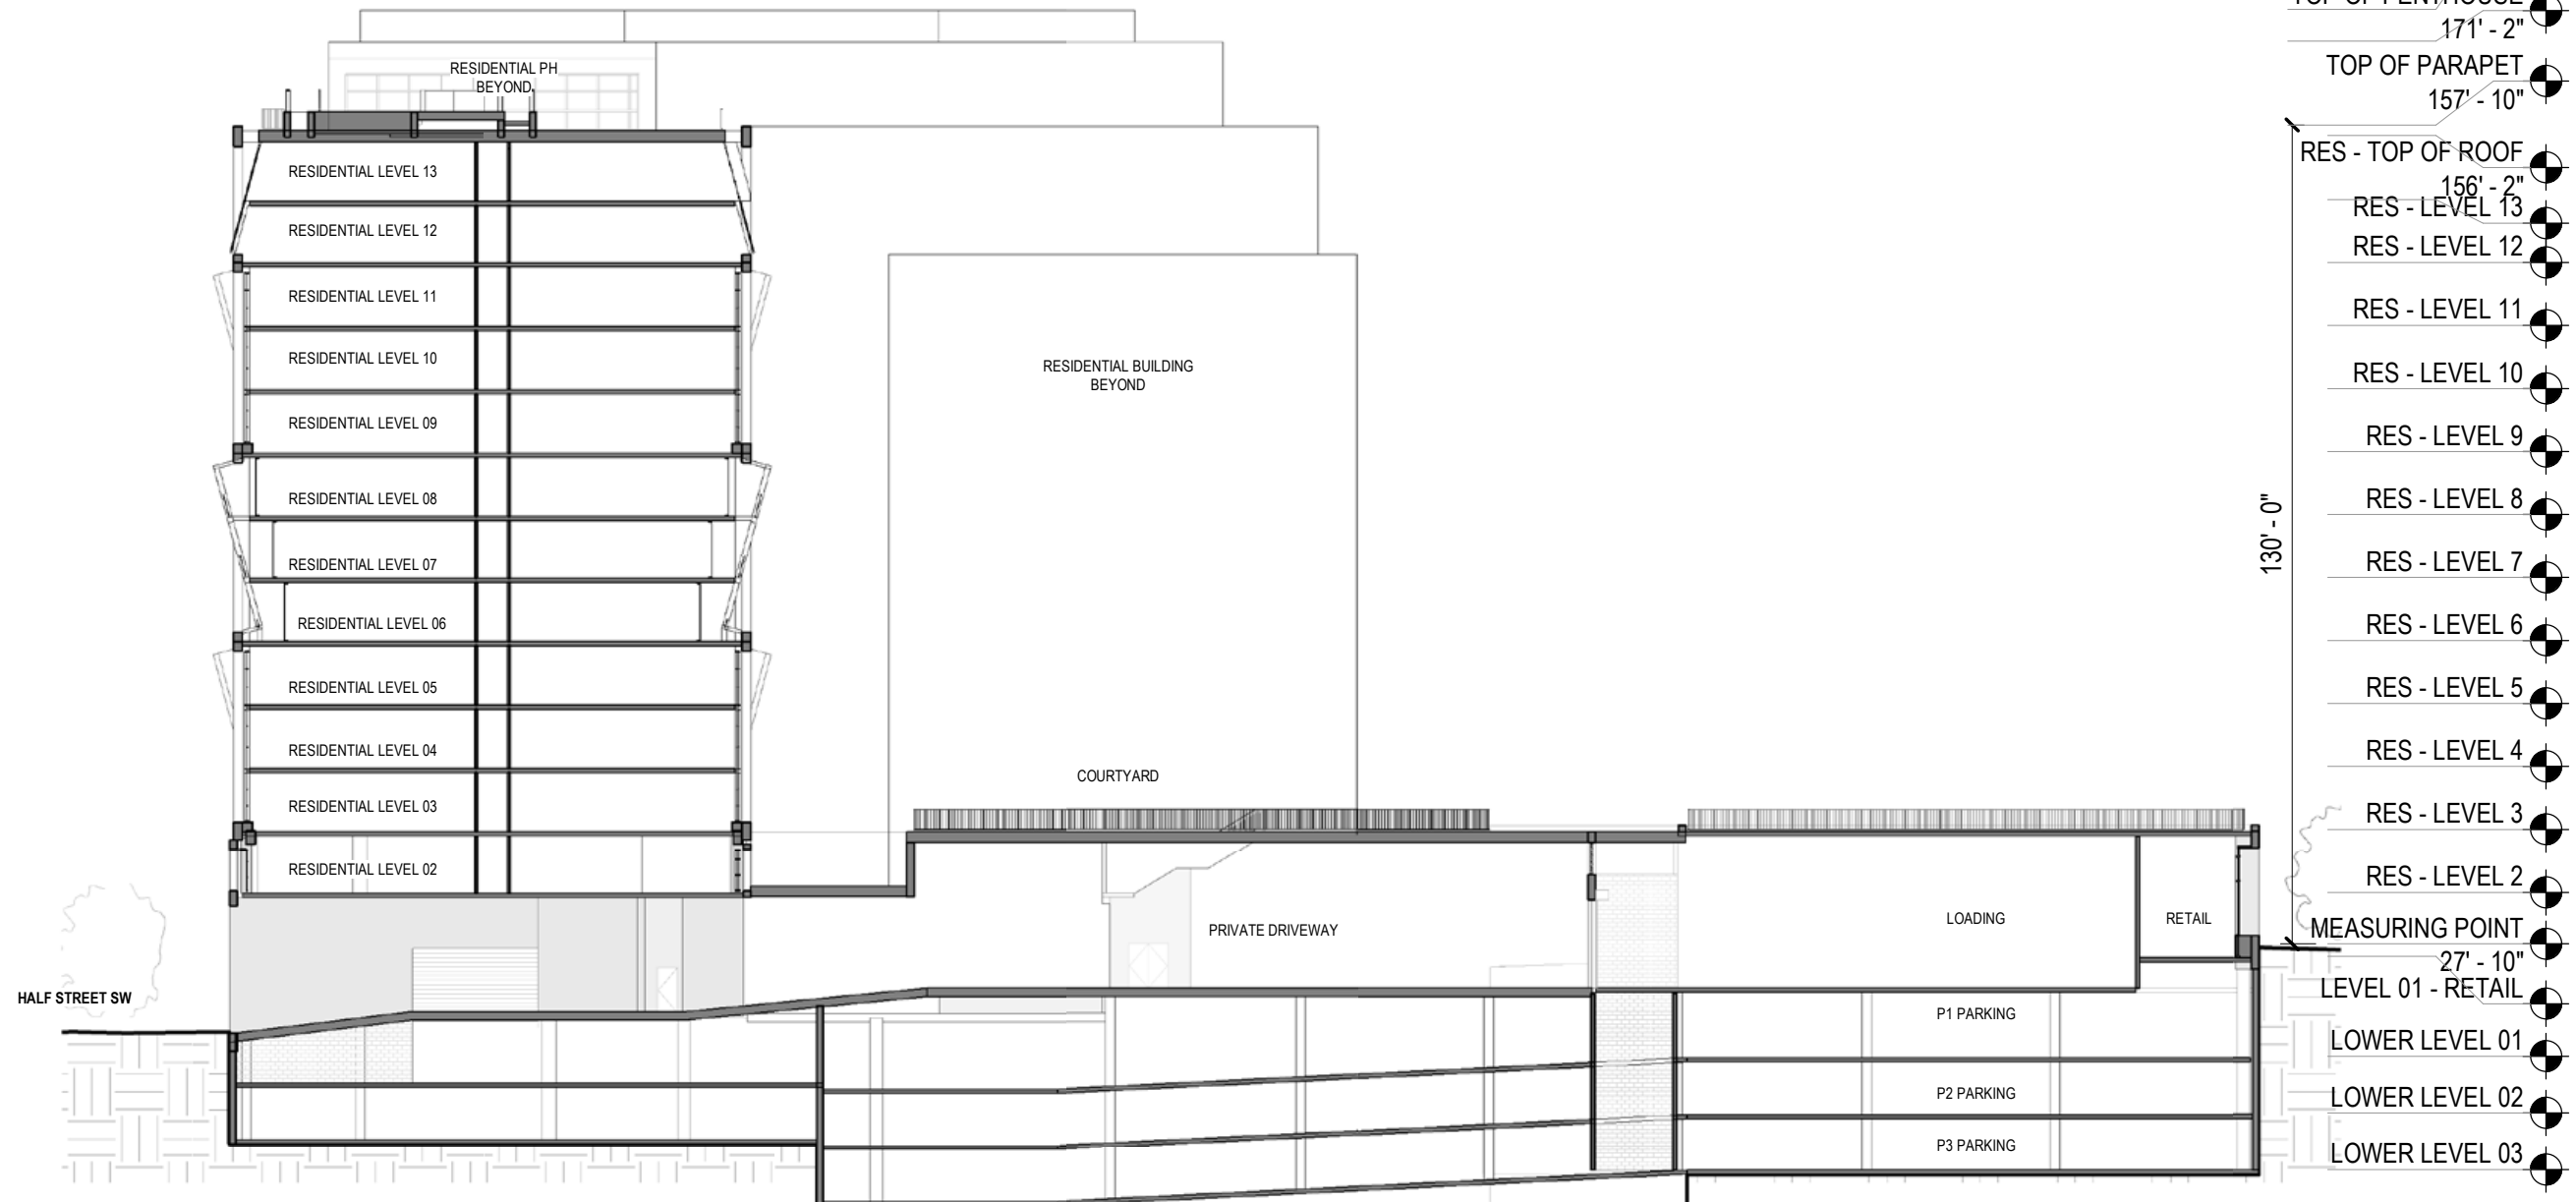 TOP OF PENTHOUSE
171' - 2"
TOP OF PARAPET
157' - 10"
RES - TOP OF ROOF
156' - 2"
RES - LEVEL 13
RES - LEVEL 12
RES - LEVEL 11
RES - LEVEL 10
RES - LEVEL 9
RES - LEVEL 8
RES - LEVEL 7
RES - LEVEL 6
RES - LEVEL 5
RES - LEVEL 4
RES - LEVEL 3
RES - LEVEL 2
MEASURING POINT
27' - 10"
LEVEL 01 - RETAIL
LOWER LEVEL 01
LOWER LEVEL 02
LOWER LEVEL 03
130' - 0"
RESIDENTIAL PH
BEYOND
RESIDENTIAL LEVEL 13
RESIDENTIAL LEVEL 12
RESIDENTIAL LEVEL 11
RESIDENTIAL LEVEL 10
RESIDENTIAL LEVEL 09
RESIDENTIAL LEVEL 08
RESIDENTIAL LEVEL 07
RESIDENTIAL LEVEL 06
RESIDENTIAL LEVEL 05
RESIDENTIAL LEVEL 04
RESIDENTIAL LEVEL 03
RESIDENTIAL LEVEL 02
RESIDENTIAL BUILDING
BEYOND
COURTYARD
PRIVATE DRIVEWAY
LOADING
RETAIL
HALF STREET SW
P1 PARKING
P2 PARKING
P3 PARKING